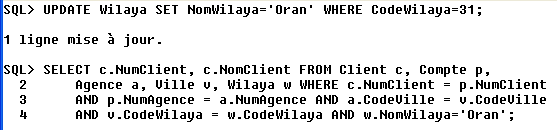 SQL> UPDATE Wilaya SET NomWilaya='Oran' WHERE CodeWilaya=31;
1 ligne mise à jour.
SQL> SELECT c.NumClient, c.NomClient FROM Client c, Compte p,
2 Agence a, Ville v, Wilaya w WHERE c.NumClient = p.NumClient
3 AND p.NumAgence = a.NumAgence AND a.CodeVille = v.CodeVille
4 AND v.CodeWilaya = w.CodeWilaya AND w.NomWilaya='Oran';